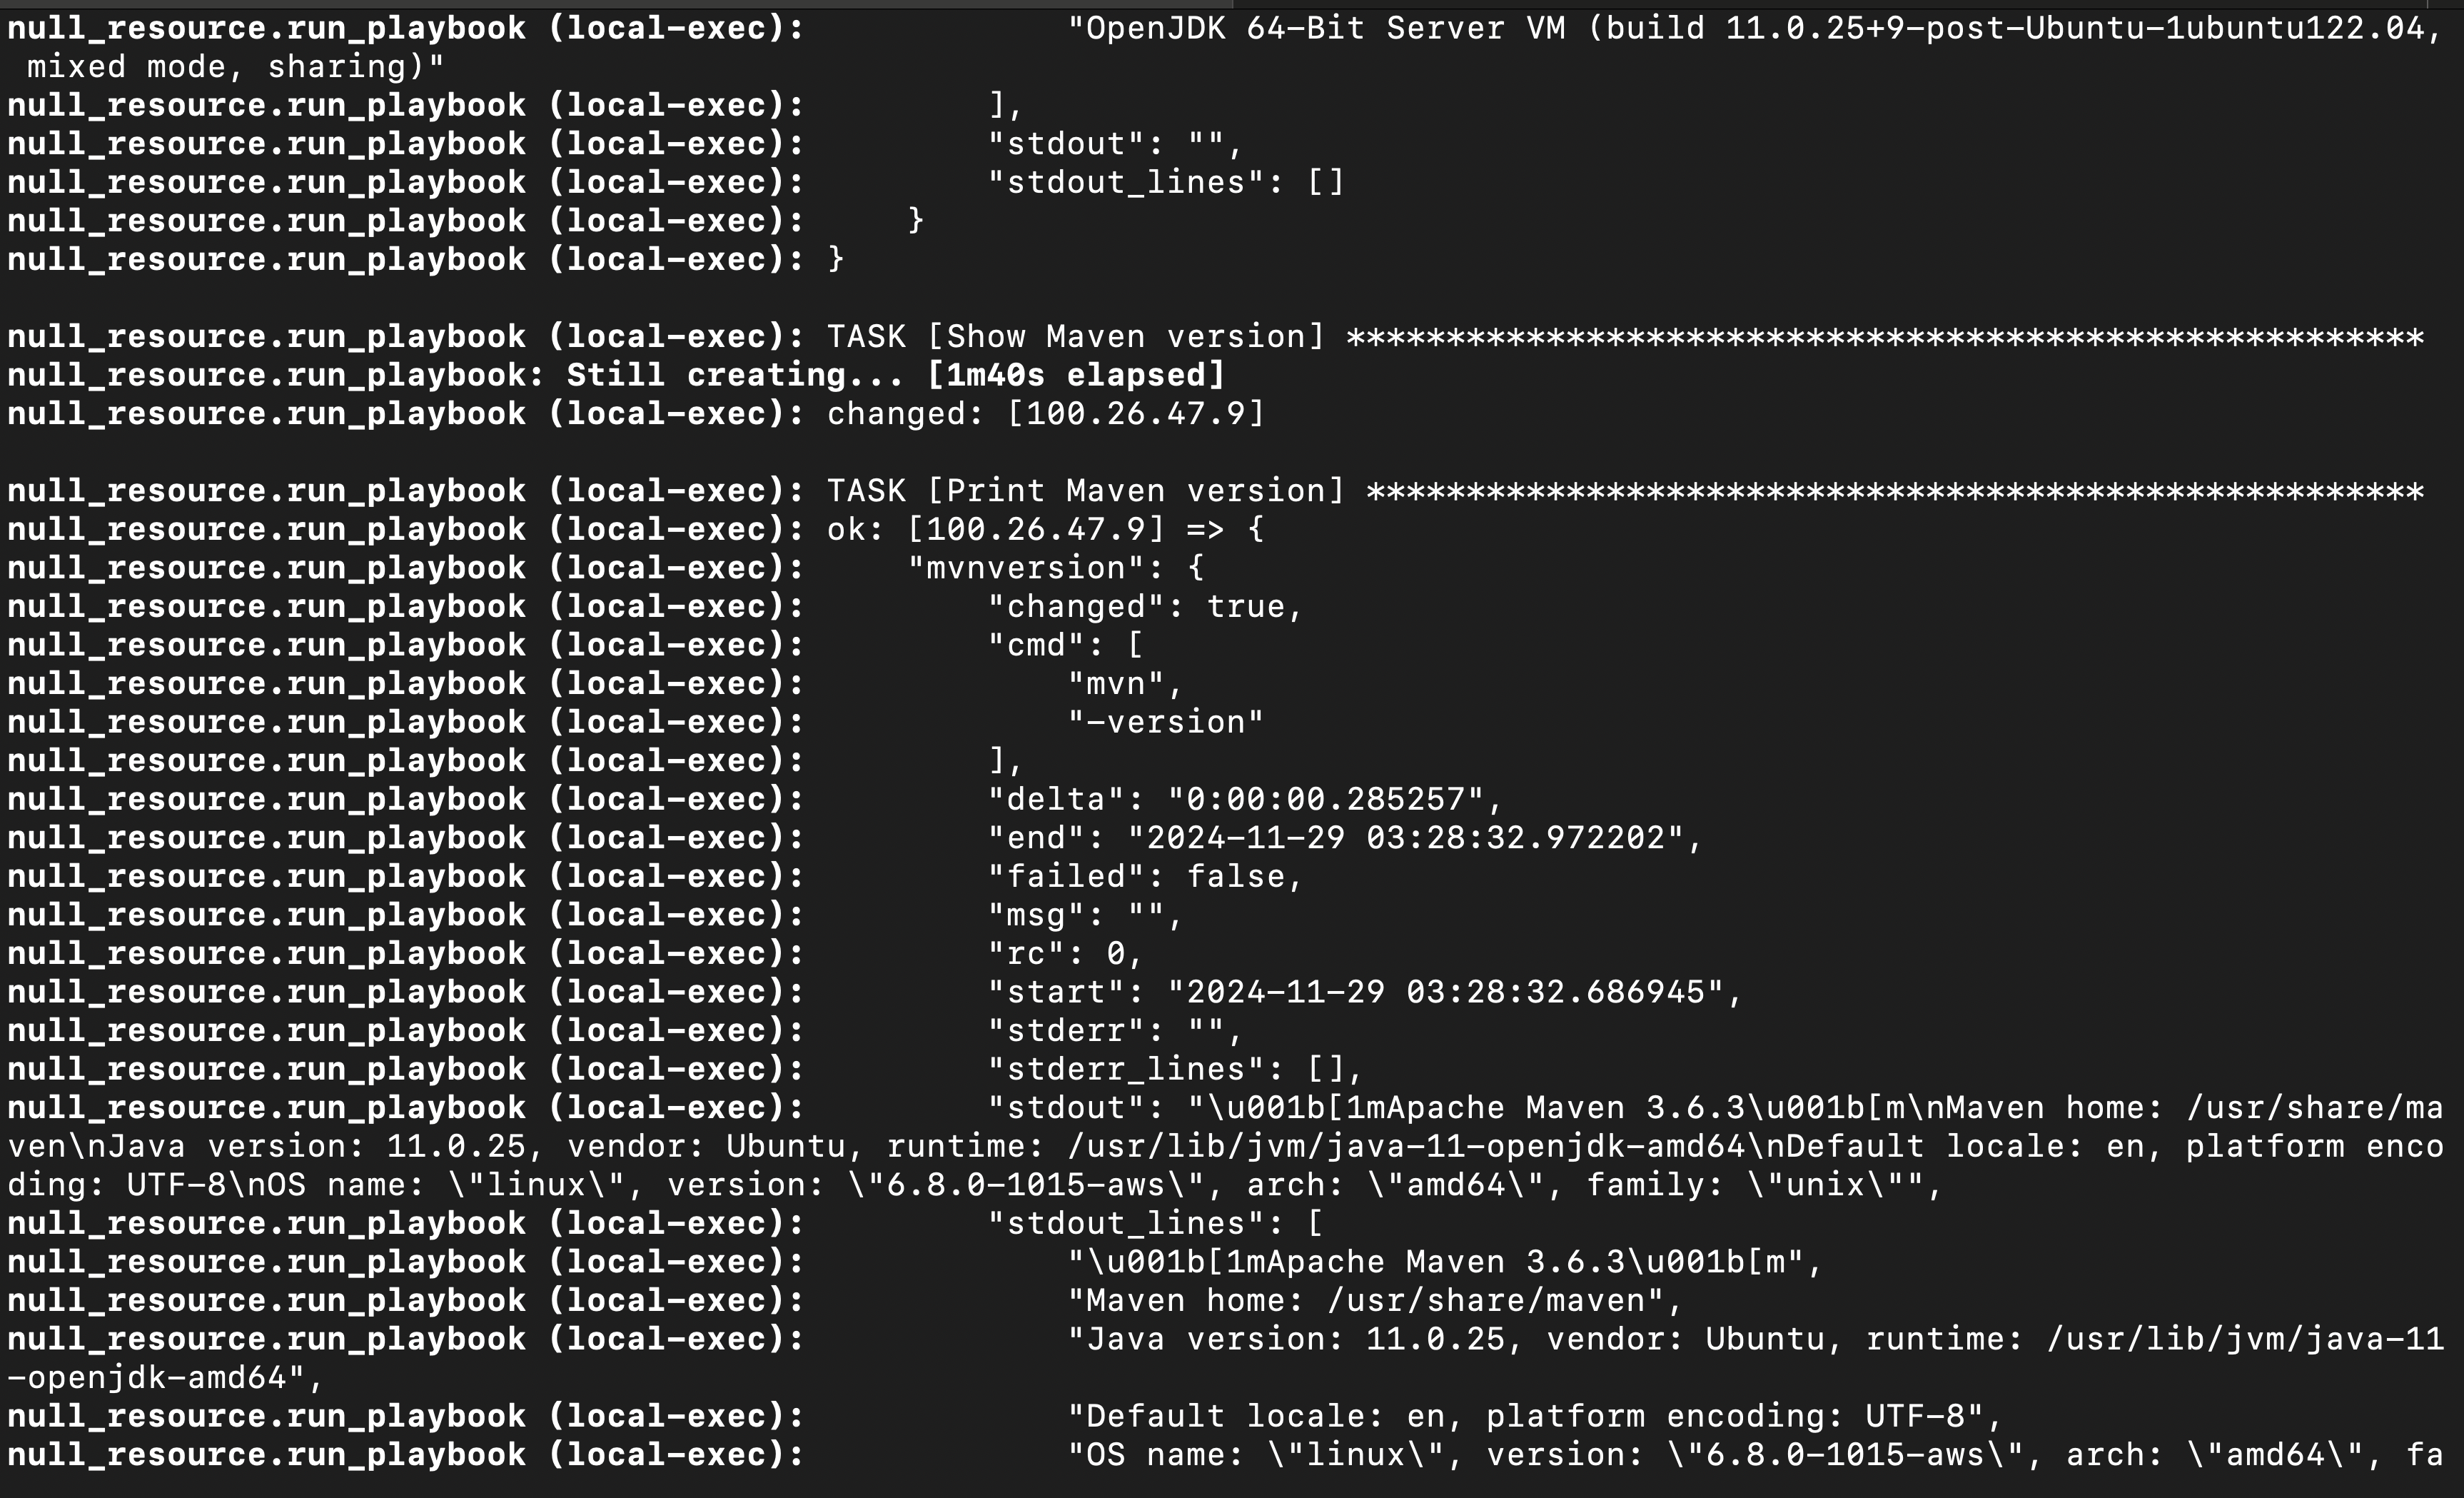 null_resource.run_playbook (local-exec):             "OpenJDK 64-Bit Server VM (build 11.0.25+9-post-Ubuntu-1ubuntu122.04,
 mixed mode, sharing)"
null_resource.run_playbook (local-exec):         ],
null_resource.run_playbook (local-exec):         "stdout": "",
null_resource.run_playbook (local-exec):         "stdout_lines": []
null_resource.run_playbook (local-exec):     }
null_resource.run_playbook (local-exec): }

null_resource.run_playbook (local-exec): TASK [Show Maven version] ******************************************************
null_resource.run_playbook: Still creating... [1m40s elapsed]
null_resource.run_playbook (local-exec): changed: [100.26.47.9]

null_resource.run_playbook (local-exec): TASK [Print Maven version] *****************************************************
null_resource.run_playbook (local-exec): ok: [100.26.47.9] => {
null_resource.run_playbook (local-exec):     "mvnversion": {
null_resource.run_playbook (local-exec):         "changed": true,
null_resource.run_playbook (local-exec):         "cmd": [
null_resource.run_playbook (local-exec):             "mvn",
null_resource.run_playbook (local-exec):             "-version"
null_resource.run_playbook (local-exec):         ],
null_resource.run_playbook (local-exec):         "delta": "0:00:00.285257",
null_resource.run_playbook (local-exec):         "end": "2024-11-29 03:28:32.972202",
null_resource.run_playbook (local-exec):         "failed": false,
null_resource.run_playbook (local-exec):         "msg": "",
null_resource.run_playbook (local-exec):         "rc": 0,
null_resource.run_playbook (local-exec):         "start": "2024-11-29 03:28:32.686945",
null_resource.run_playbook (local-exec):         "stderr": "",
null_resource.run_playbook (local-exec):         "stderr_lines": [],
null_resource.run_playbook (local-exec):         "stdout": "\u001b[1mApache Maven 3.6.3\u001b[m\nMaven home: /usr/share/ma
ven\nJava version: 11.0.25, vendor: Ubuntu, runtime: /usr/lib/jvm/java-11-openjdk-amd64\nDefault locale: en, platform enco
ding: UTF-8\nOS name: \"linux\", version: \"6.8.0-1015-aws\", arch: \"amd64\", family: \"unix\"",
null_resource.run_playbook (local-exec):         "stdout_lines": [
null_resource.run_playbook (local-exec):             "\u001b[1mApache Maven 3.6.3\u001b[m",
null_resource.run_playbook (local-exec):             "Maven home: /usr/share/maven",
null_resource.run_playbook (local-exec):             "Java version: 11.0.25, vendor: Ubuntu, runtime: /usr/lib/jvm/java-11
-openjdk-amd64",
null_resource.run_playbook (local-exec):             "Default locale: en, platform encoding: UTF-8",
null_resource.run_playbook (local-exec):             "OS name: \"linux\", version: \"6.8.0-1015-aws\", arch: \"amd64\", fa